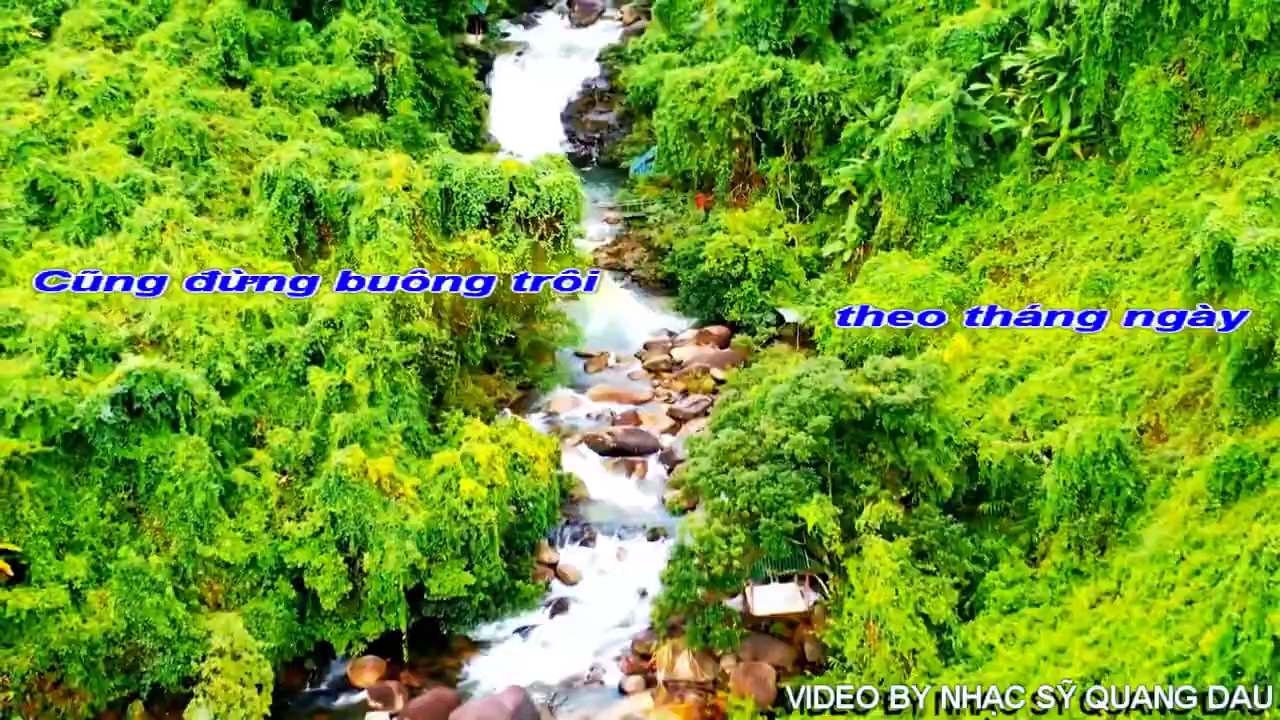 Cũng đừng buông trôi
theo tháng ngày
VIDEO BY NHẠC SỸ QUANG DAU